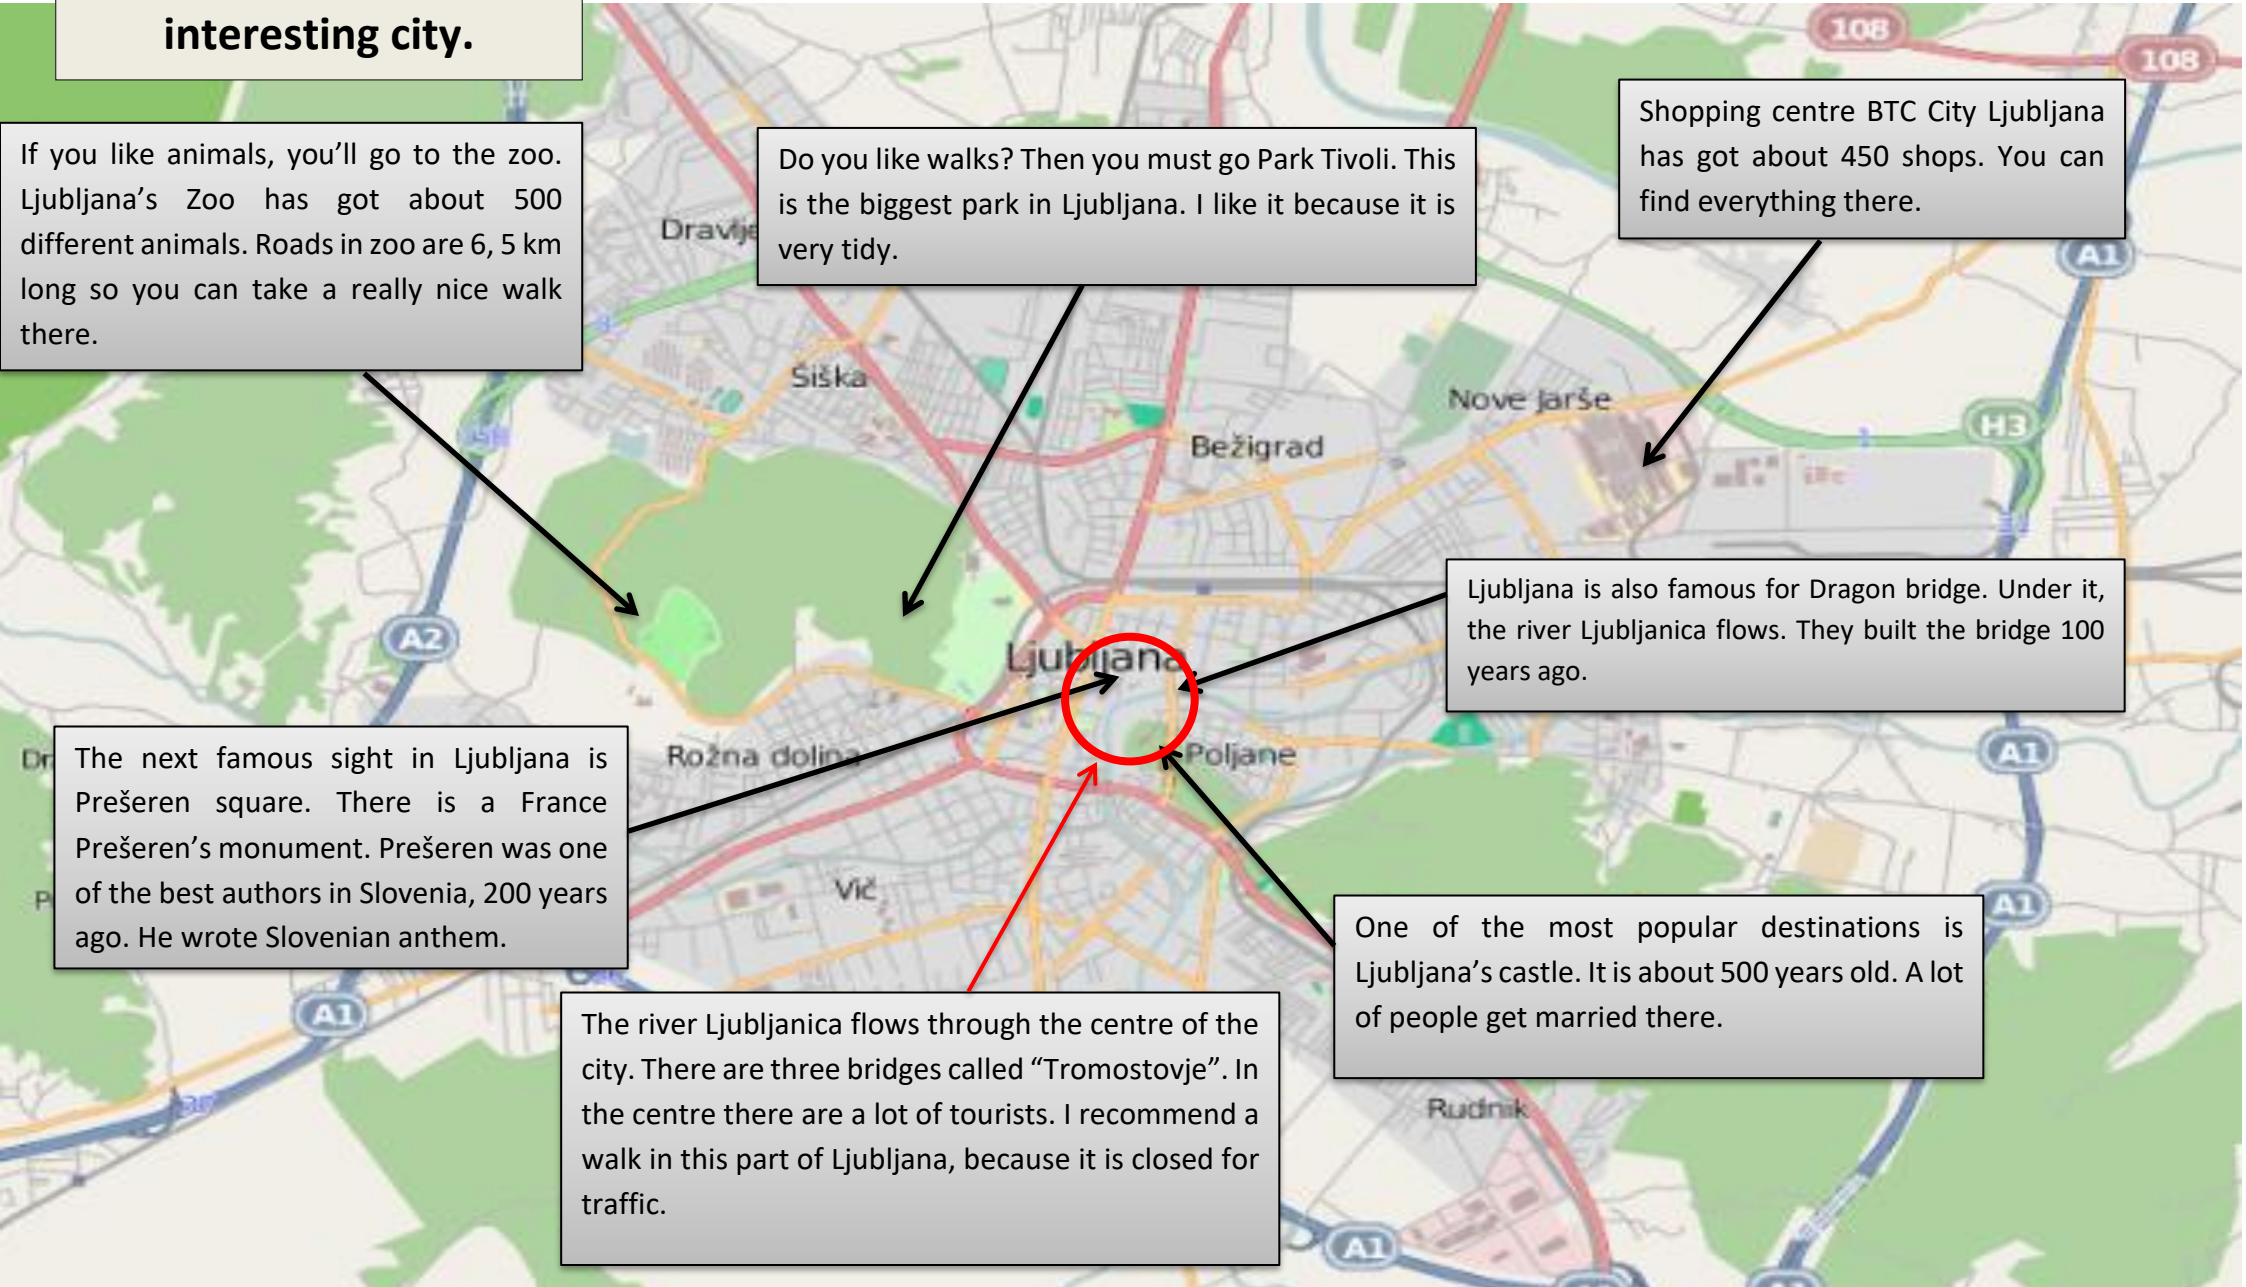 interesting city.
108
108
If you like animals, you’ll go to the zoo.
Ljubljana’s Zoo has got about 500
different animals. Roads in zoo are 6, 5 km
long so you can take a really nice walk
there.
Do you like walks? Then you must go Park Tivoli. This
is the biggest park in Ljubljana. I like it because it is
very tidy.
Shopping centre BTC City Ljubljana
has got about 450 shops. You can
find everything there.
Dravlje
A1
Šiška
Nove Jarše
H3
Bežigrad
Ljubljana is also famous for Dragon bridge. Under it,
the river Ljubljanica flows. They built the bridge 100
years ago.
A2
Ljubljana
The next famous sight in Ljubljana is
Prešeren square. There is a France
Prešeren’s monument. Prešeren was one
of the best authors in Slovenia, 200 years
ago. He wrote Slovenian anthem.
Rožna dolina
Poljane
A1
Vič
A1
One of the most popular destinations is
Ljubljana’s castle. It is about 500 years old. A lot
of people get married there.
A1
The river Ljubljanica flows through the centre of the
city. There are three bridges called “Tromostovje”. In
the centre there are a lot of tourists. I recommend a
walk in this part of Ljubljana, because it is closed for
traffic.
Rudnik
A1